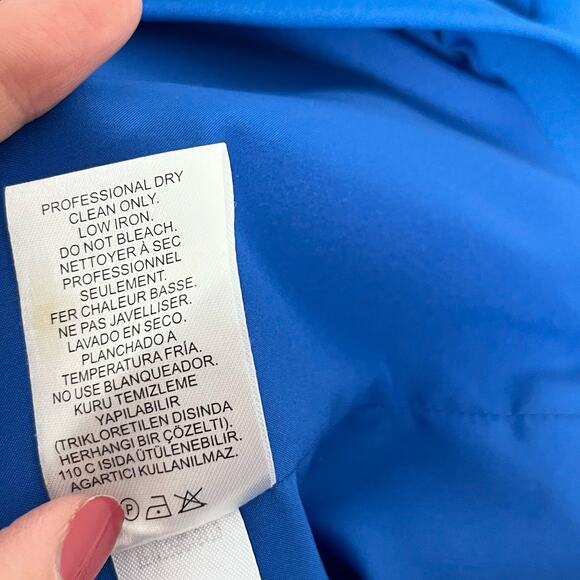 PROFESSIONAL DRY
CLEAN ONLY.
LOW IRON.
DO NOT BLEACH.
NETTOYER À SEC
PROFESSIONNEL
SEULEMENT.
FER CHALEUR BASSE.
NE PAS JAVELLISER.
LAVADO EN SECO.
PLANCHADO A
TEMPERATURA FRÍA.
NO USE BLANQUEADOR.
KURU TEMIZLEME
YAPILABILIR
(TRIKLORETILEN DISINDA
HERHANGI BIR ÇÖZELTI).
110 C ISIDA ÜTÜLENEBILIR.
AGARTICI KULLANILMAZ.
P